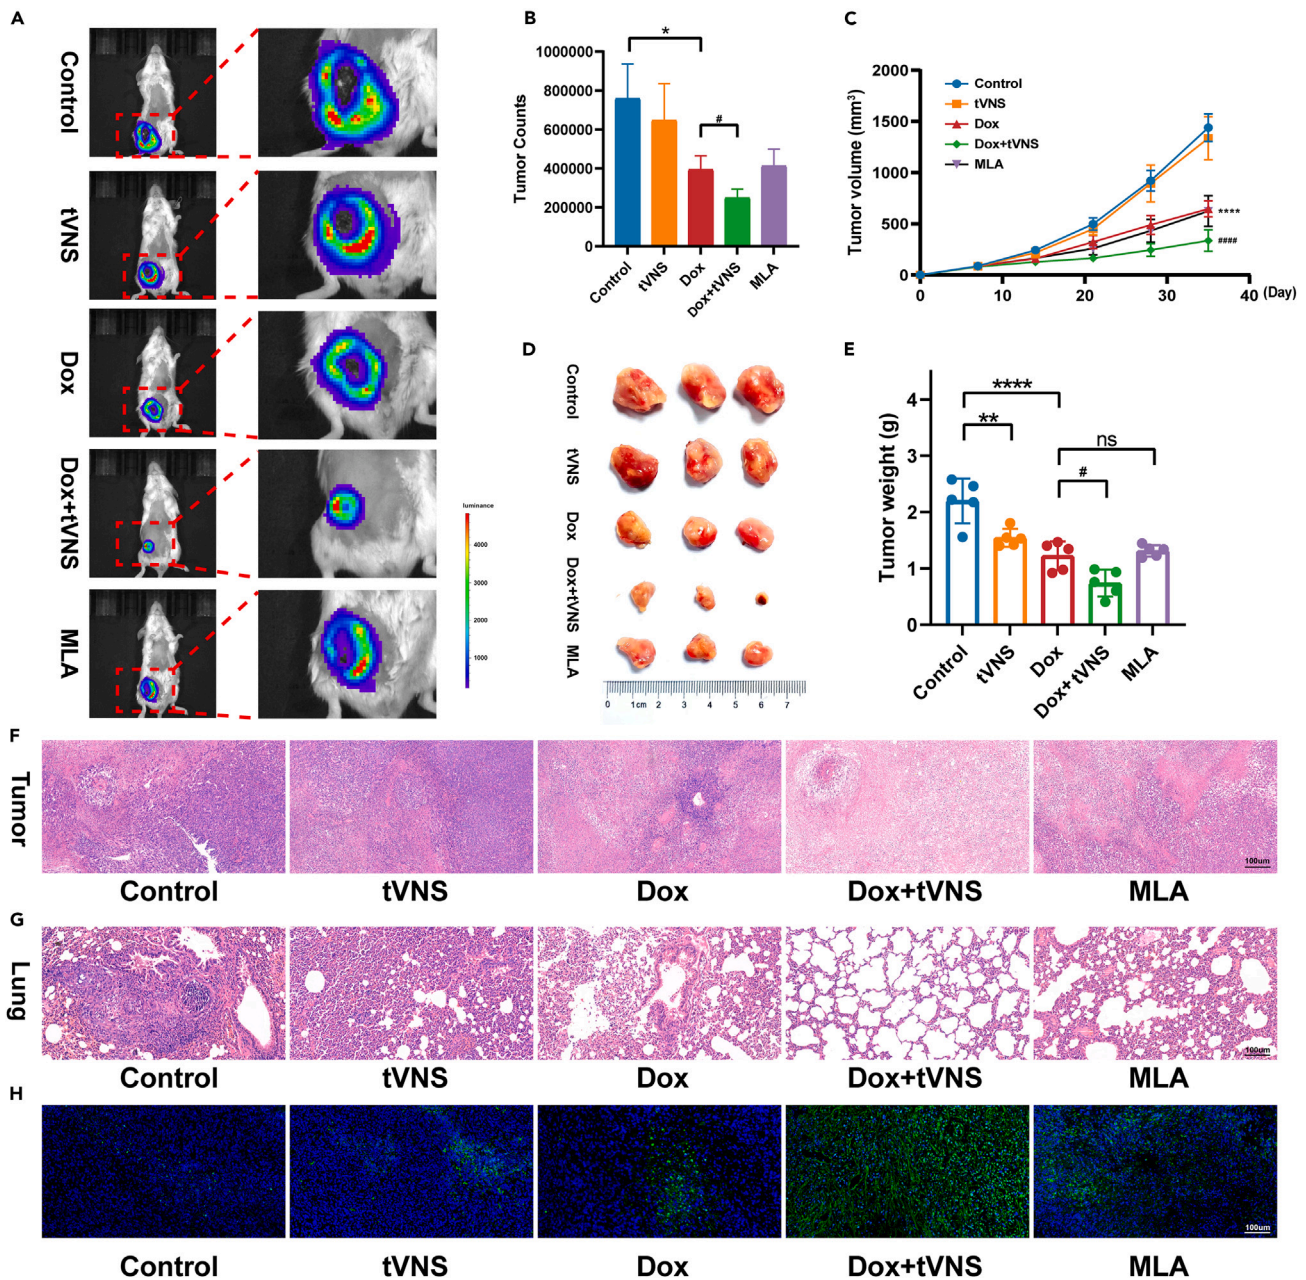 A
Control
tVNS
Dox
Dox+tVNS
MLA
luminance
4000
3000
2000
1000
B
Tumor Counts
1000000
800000
600000
400000
200000
0
*
#
Control
tVNS
Dox
Dox+tVNS
MLA
C
Tumor volume (mm³)
2000
1500
1000
500
0
Control
tVNS
Dox
Dox+tVNS
MLA
****
####
0 10 20 30 40 (Day)
D
Control
tVNS
Dox
Dox+tVNS
MLA
0 1cm 2 3 4 5 6 7
E
Tumor weight (g)
4
3
2
1
0
****
**
ns
#
Control
tVNS
Dox
Dox+tVNS
MLA
F
Tumor
100um
Control tVNS Dox Dox+tVNS MLA
G
Lung
100um
Control tVNS Dox Dox+tVNS MLA
H
100um
Control tVNS Dox Dox+tVNS MLA